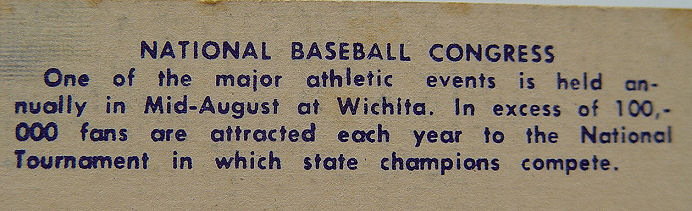 NATIONAL BASEBALL CONGRESS
One of the major athletic events is held an-
nually in Mid-August at Wichita. In excess of 100,-
000 fans are attracted each year to the National
Tournament in which state champions compete.